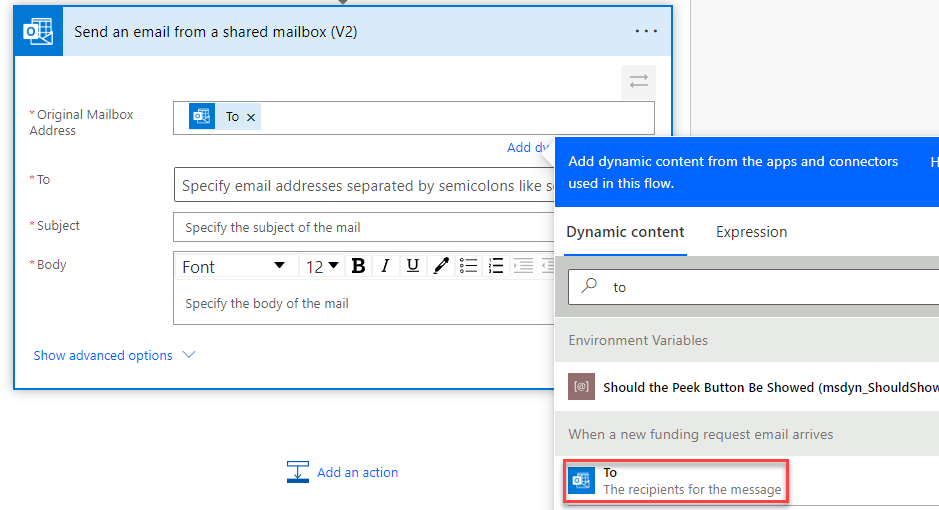 Send an email from a shared mailbox (V2)
...
* Original Mailbox
Address
To ×
Add dy
* To
Specify email addresses separated by semicolons like
* Subject
Specify the subject of the mail
* Body
Font
12
B I U
Specify the body of the mail
Show advanced options
Add an action
Add dynamic content from the apps and connectors
used in this flow.
H
Dynamic content
Expression
to
Environment Variables
[@]
Should the Peek Button Be Showed (msdyn_ShouldShow
When a new funding request email arrives
To
The recipients for the message